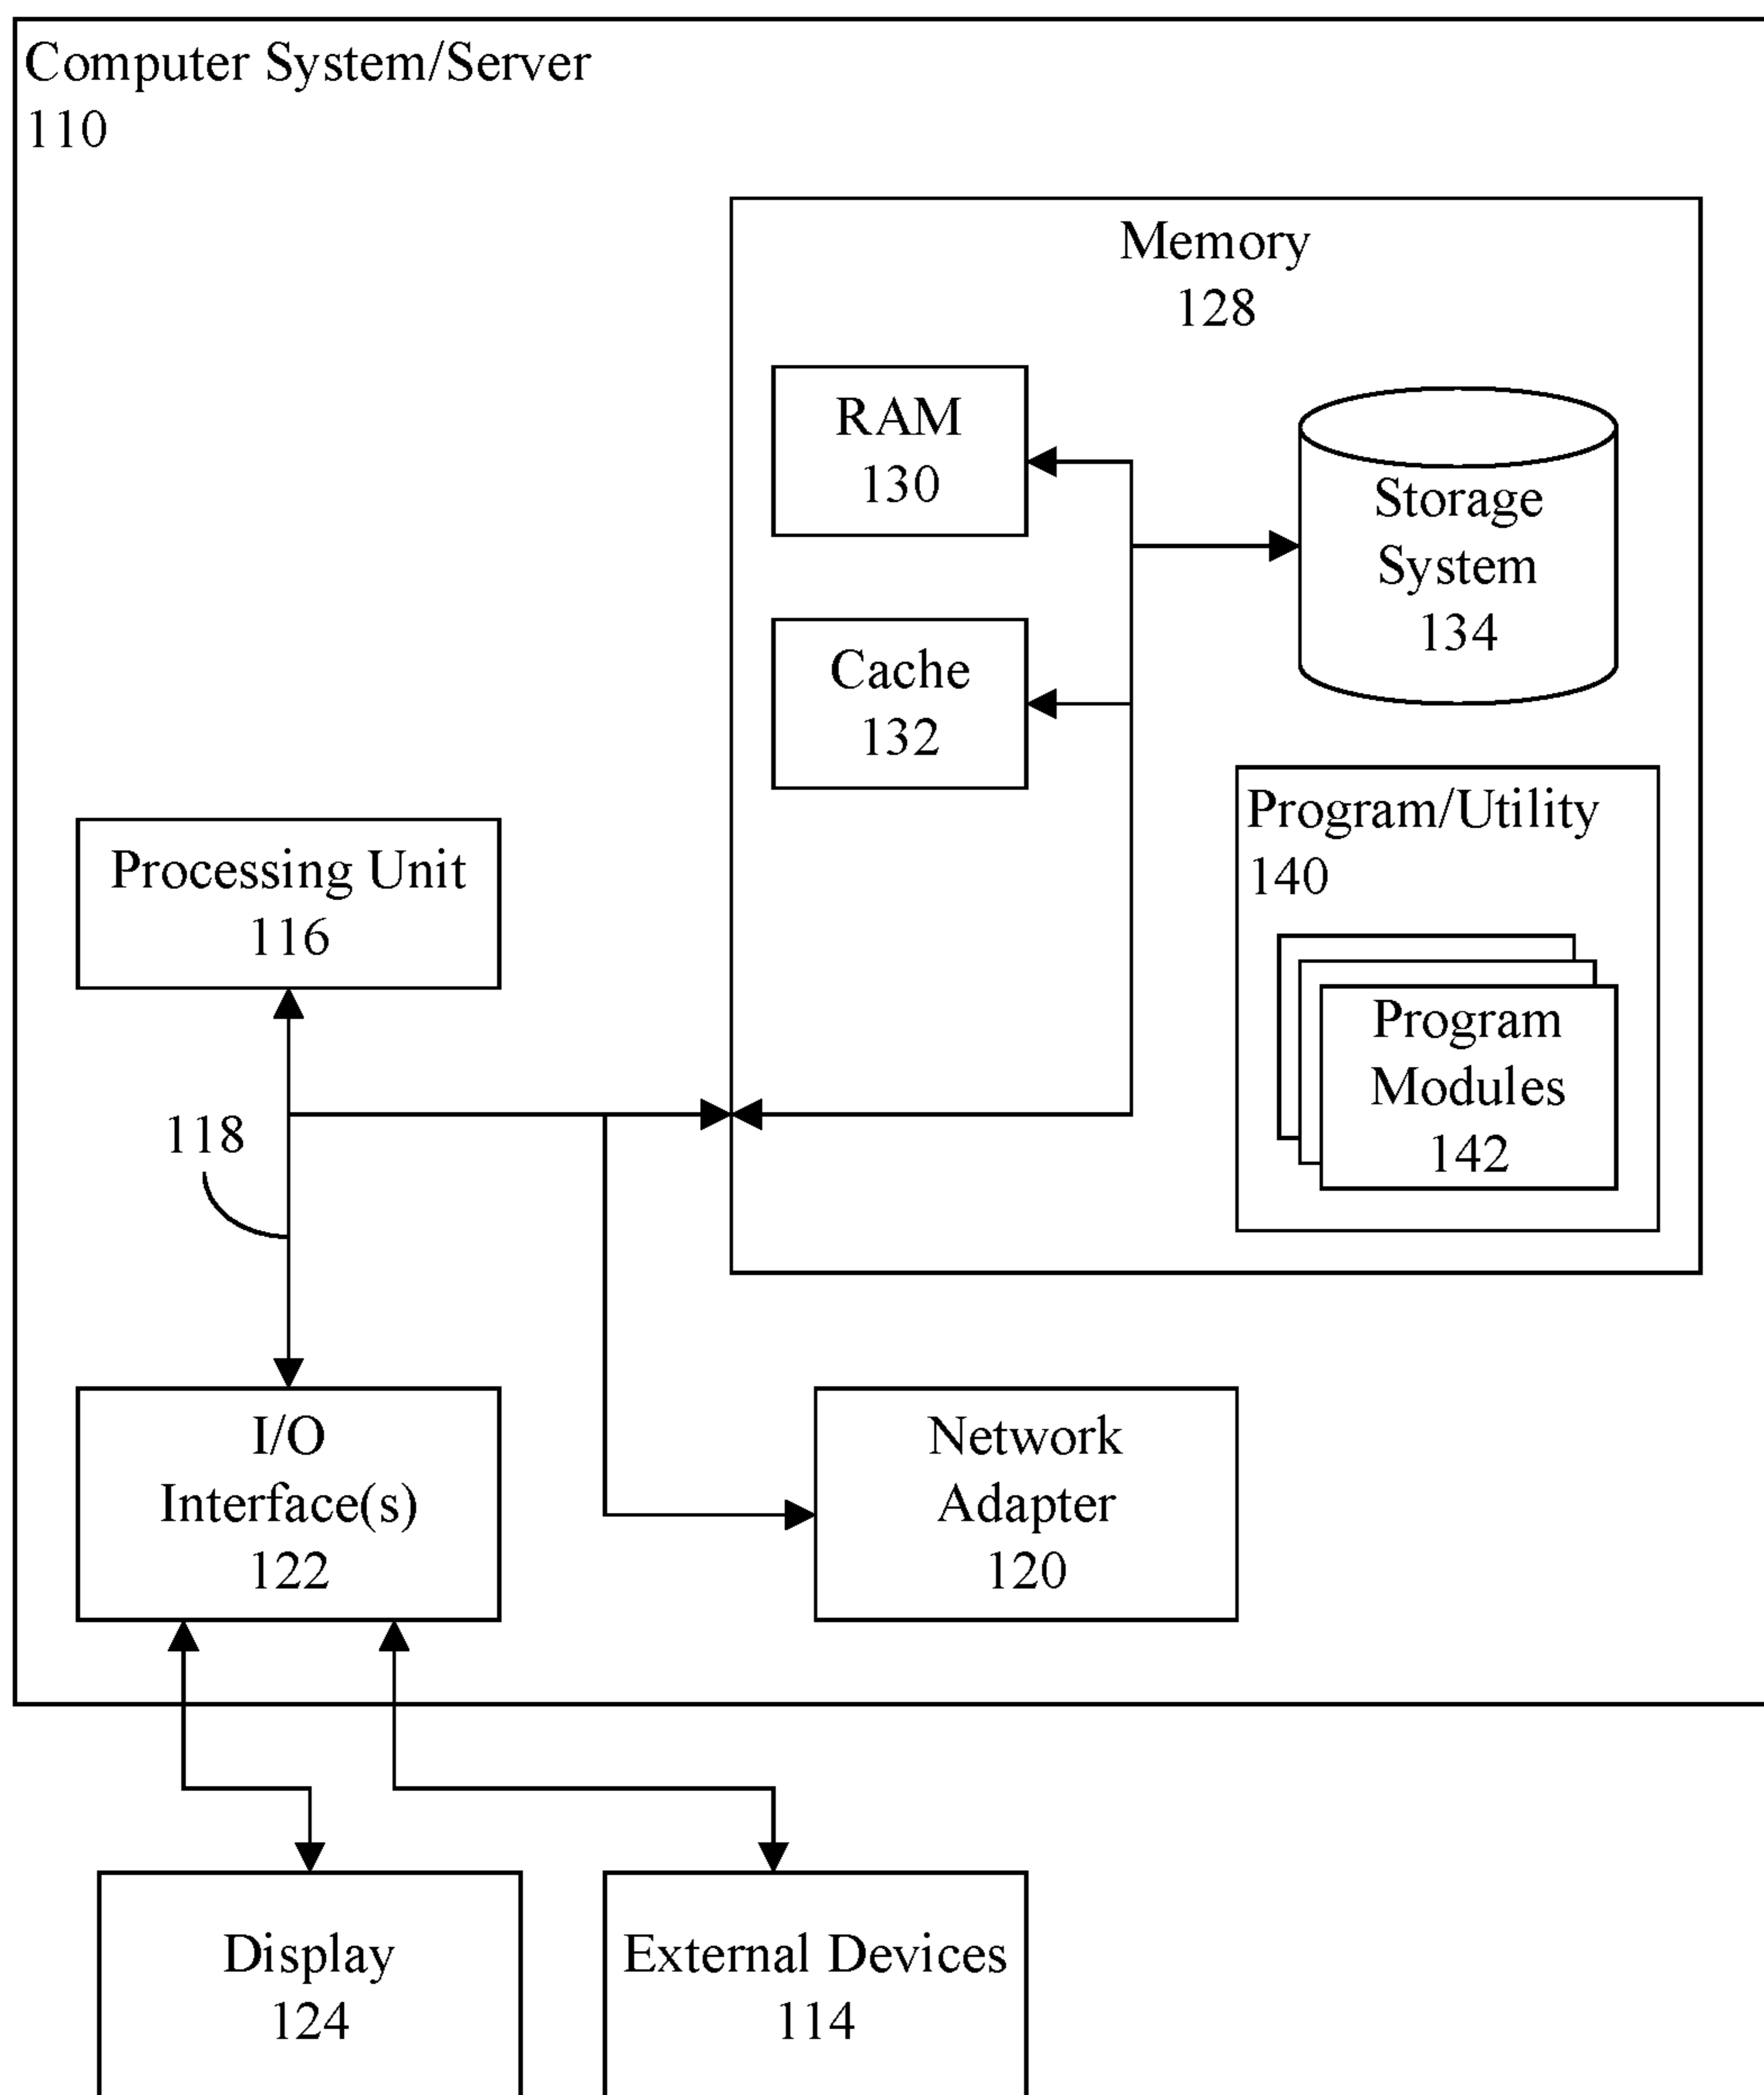 Computer System/Server
110
Memory
128
RAM
130
Storage
System
134
Cache
132
Program/Utility
140
Program
Modules
142
Processing Unit
116
118
I/O
Interface(s)
122
Network
Adapter
120
Display
124
External Devices
114